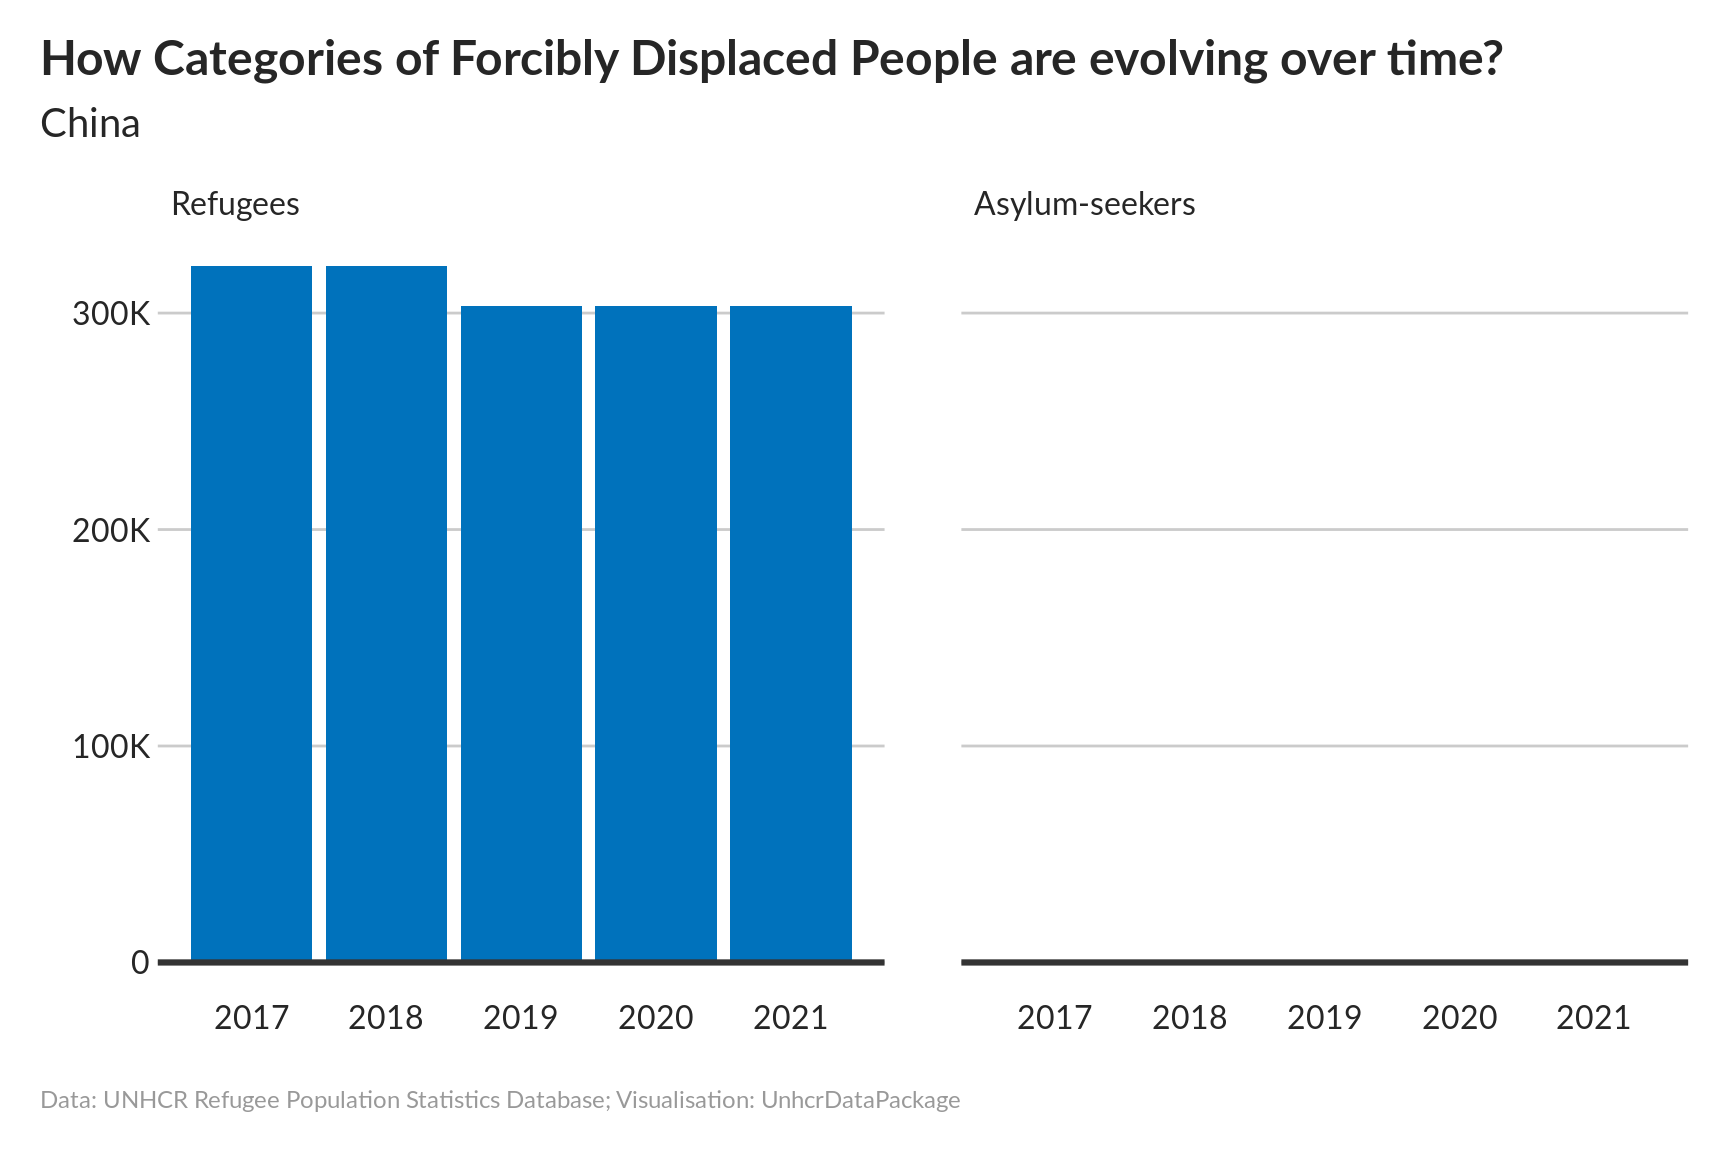 How Categories of Forcibly Displaced People are evolving over time?
China
Refugees
Asylum-seekers
300K
200K
100K
0
2017 2018 2019 2020 2021
2017 2018 2019 2020 2021
Data: UNHCR Refugee Population Statistics Database; Visualisation: UnhcrDataPackage